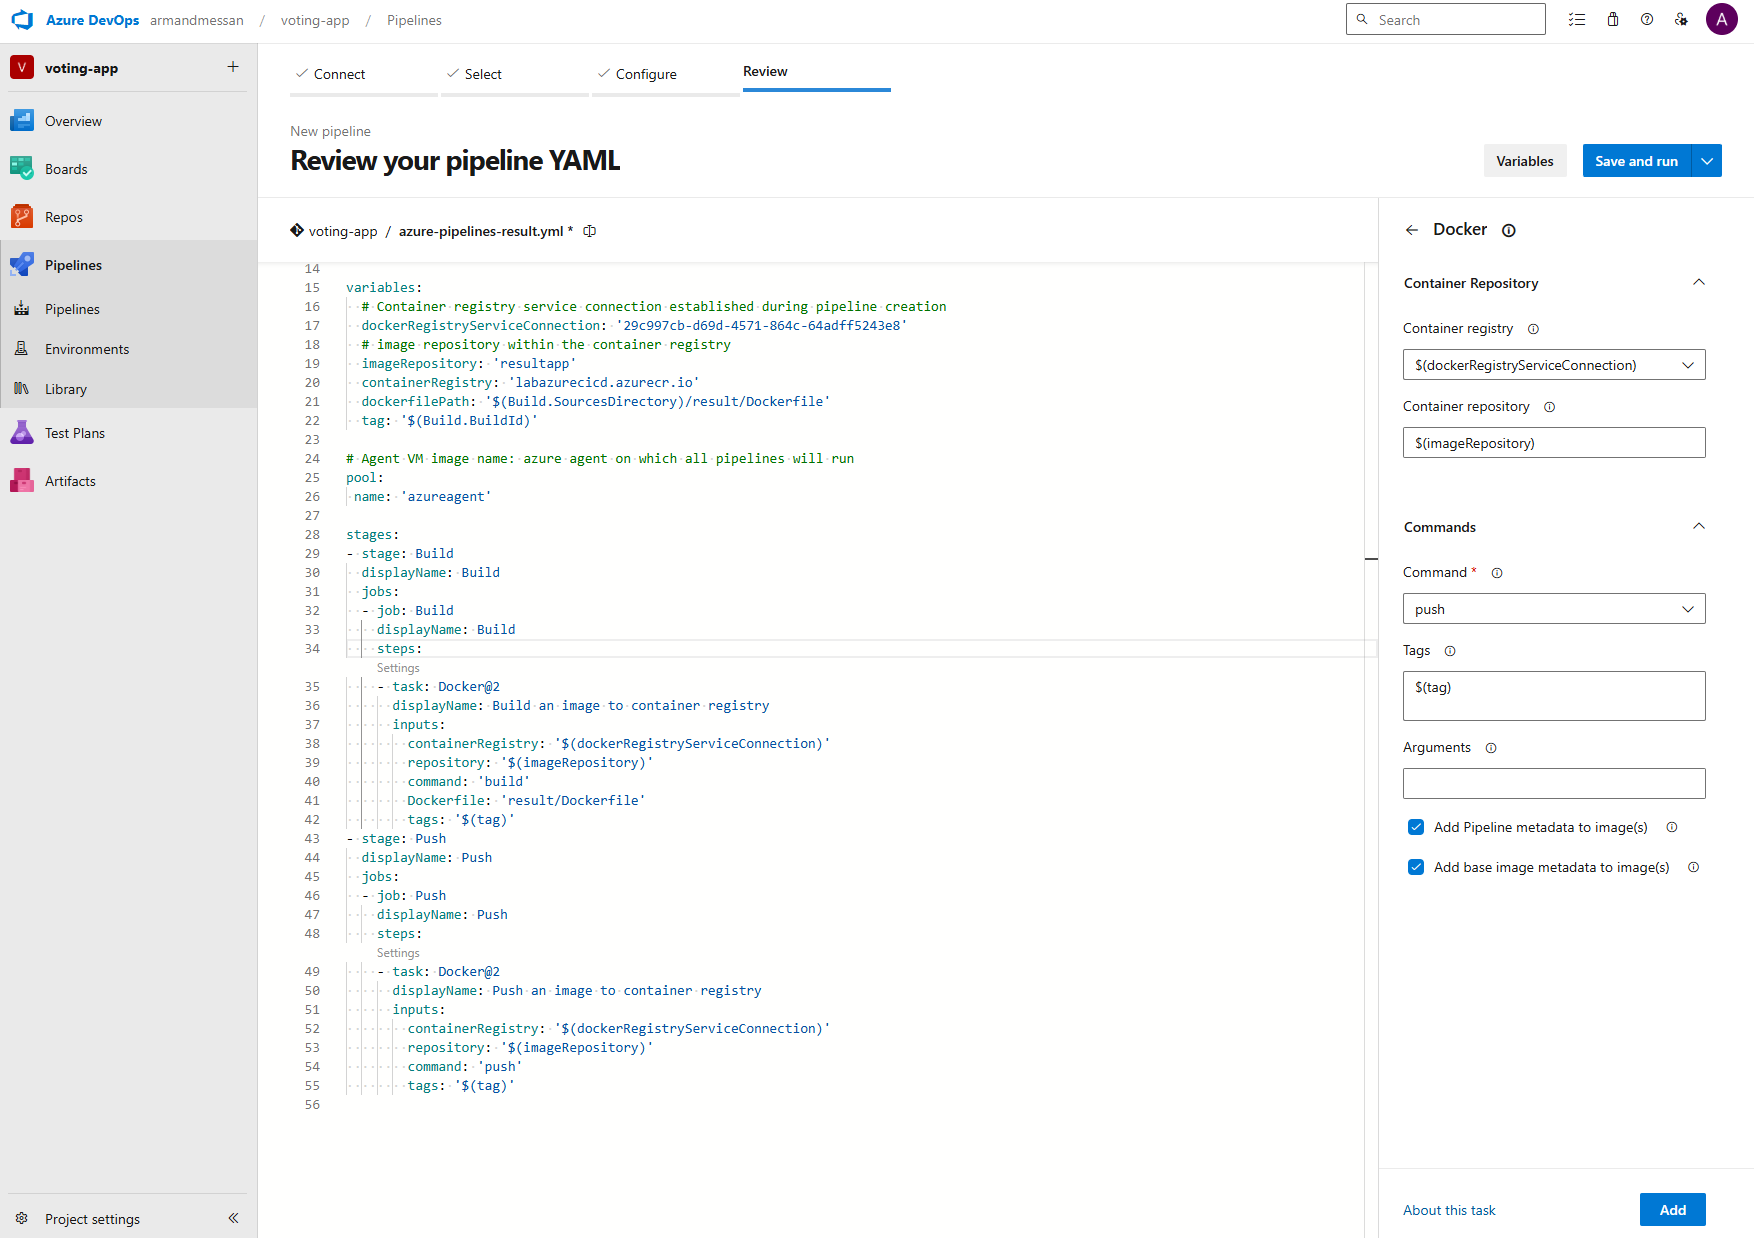 Azure DevOps armandmessan / voting-app / Pipelines
Search
A
V voting-app
Overview
Boards
Repos
Pipelines
Pipelines
Environments
Library
Test Plans
Artifacts
Project settings
Connect
Select
Configure
Review
New pipeline
Review your pipeline YAML
Variables
Save and run
voting-app / azure-pipelines-result.yml *
14
15 variables:
16 # Container registry service connection established during pipeline creation
17 dockerRegistryServiceConnection: '29c997cb-d69d-4571-864c-64adff5243e8'
18 # image repository within the container registry
19 imageRepository: 'resultapp'
20 containerRegistry: 'labazurecicd.azurecr.io'
21 dockerfilePath: '$(Build.SourcesDirectory)/result/Dockerfile'
22 tag: '$(Build.BuildId)'
23
24 # Agent VM image name: azure agent on which all pipelines will run
25 pool:
26 name: 'azureagent'
27
28 stages:
29 - stage: Build
30 displayName: Build
31 jobs:
32 - job: Build
33 displayName: Build
34 steps:
Settings
35 - task: Docker@2
36 displayName: Build an image to container registry
37 inputs:
38 containerRegistry: '$(dockerRegistryServiceConnection)'
39 repository: '$(imageRepository)'
40 command: 'build'
41 Dockerfile: 'result/Dockerfile'
42 tags: '$(tag)'
43 - stage: Push
44 displayName: Push
45 jobs:
46 - job: Push
47 displayName: Push
48 steps:
Settings
49 - task: Docker@2
50 displayName: Push an image to container registry
51 inputs:
52 containerRegistry: '$(dockerRegistryServiceConnection)'
53 repository: '$(imageRepository)'
54 command: 'push'
55 tags: '$(tag)'
56
Docker
Container Repository
Container registry
$(dockerRegistryServiceConnection)
Container repository
$(imageRepository)
Commands
Command *
push
Tags
$(tag)
Arguments
Add Pipeline metadata to image(s)
Add base image metadata to image(s)
About this task
Add